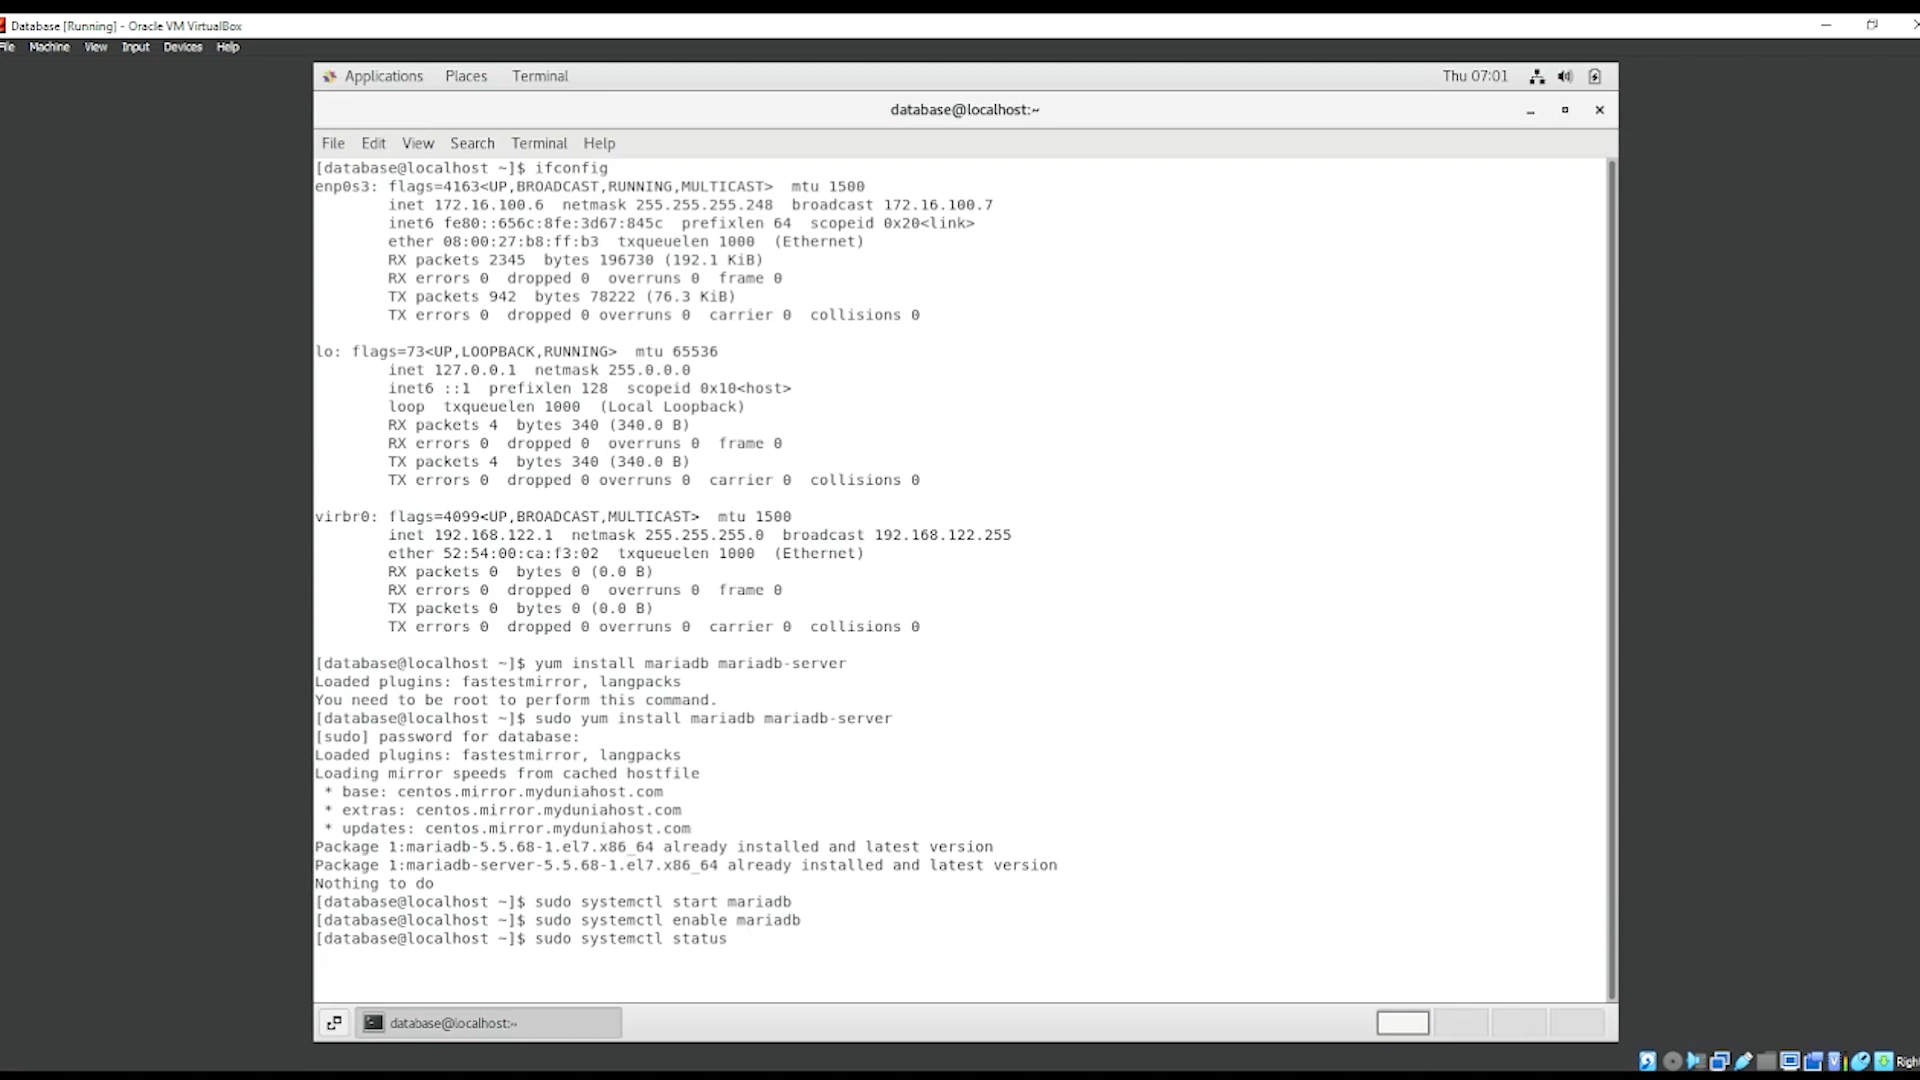 Database [Running] - Oracle VM VirtualBox
File Machine View Input Devices Help
Applications Places Terminal Thu 07:01
database@localhost:~
File Edit View Search Terminal Help
[database@localhost ~]$ ifconfig
enp0s3: flags=4163<UP,BROADCAST,RUNNING,MULTICAST>  mtu 1500
        inet 172.16.100.6  netmask 255.255.255.248  broadcast 172.16.100.7
        inet6 fe80::656c:8fe:3d67:845c  prefixlen 64  scopeid 0x20<link>
        ether 08:00:27:b8:ff:b3  txqueuelen 1000  (Ethernet)
        RX packets 2345  bytes 196730 (192.1 KiB)
        RX errors 0  dropped 0  overruns 0  frame 0
        TX packets 942  bytes 78222 (76.3 KiB)
        TX errors 0  dropped 0 overruns 0  carrier 0  collisions 0
lo: flags=73<UP,LOOPBACK,RUNNING>  mtu 65536
        inet 127.0.0.1  netmask 255.0.0.0
        inet6 ::1  prefixlen 128  scopeid 0x10<host>
        loop  txqueuelen 1000  (Local Loopback)
        RX packets 4  bytes 340 (340.0 B)
        RX errors 0  dropped 0  overruns 0  frame 0
        TX packets 4  bytes 340 (340.0 B)
        TX errors 0  dropped 0 overruns 0  carrier 0  collisions 0
virbr0: flags=4099<UP,BROADCAST,MULTICAST>  mtu 1500
        inet 192.168.122.1  netmask 255.255.255.0  broadcast 192.168.122.255
        ether 52:54:00:ca:f3:02  txqueuelen 1000  (Ethernet)
        RX packets 0  bytes 0 (0.0 B)
        RX errors 0  dropped 0  overruns 0  frame 0
        TX packets 0  bytes 0 (0.0 B)
        TX errors 0  dropped 0 overruns 0  carrier 0  collisions 0
[database@localhost ~]$ yum install mariadb mariadb-server
Loaded plugins: fastestmirror, langpacks
You need to be root to perform this command.
[database@localhost ~]$ sudo yum install mariadb mariadb-server
[sudo] password for database:
Loaded plugins: fastestmirror, langpacks
Loading mirror speeds from cached hostfile
 * base: centos.mirror.myduniahost.com
 * extras: centos.mirror.myduniahost.com
 * updates: centos.mirror.myduniahost.com
Package 1:mariadb-5.5.68-1.el7.x86_64 already installed and latest version
Package 1:mariadb-server-5.5.68-1.el7.x86_64 already installed and latest version
Nothing to do
[database@localhost ~]$ sudo systemctl start mariadb
[database@localhost ~]$ sudo systemctl enable mariadb
[database@localhost ~]$ sudo systemctl status
database@localhost:~
Right